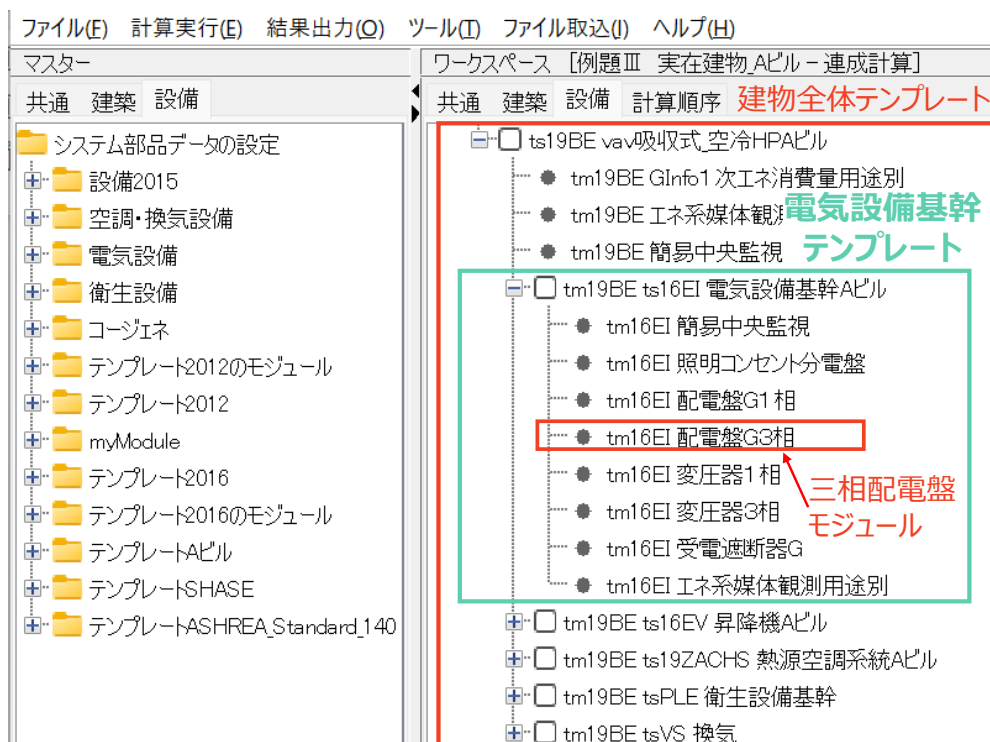 ファイル(F) 計算実行(E) 結果出力(O) ツール(T) ファイル取込(I) ヘルプ(H)
マスター
共通 建築 設備
システム部品データの設定
設備2015
空調・換気設備
電気設備
衛生設備
コージェネ
テンプレート2012のモジュール
テンプレート2012
myModule
テンプレート2016
テンプレート2016のモジュール
テンプレートAビル
テンプレートSHASE
テンプレートASHREA_Standard_140
ワークスペース [例題Ⅲ 実在建物_Aビル − 連成計算]
共通 建築 設備 計算順序 建物全体テンプレート
ts19BE vav吸収式_空冷HPAビル
tm19BE GInfo1次エネ消費量用途別
tm19BE エネ系媒体観測
tm19BE 簡易中央監視
電気設備基幹
テンプレート
tm19BE ts16EI 電気設備基幹Aビル
tm16EI 簡易中央監視
tm16EI 照明コンセント分電盤
tm16EI 配電盤G1相
tm16EI 配電盤G3相
tm16EI 変圧器1相
tm16EI 変圧器3相
tm16EI 受電遮断器G
tm16EI エネ系媒体観測用途別
三相配電盤
モジュール
tm19BE ts16EV 昇降機Aビル
tm19BE ts19ZACHS 熱源空調系統Aビル
tm19BE tsPLE 衛生設備基幹
tm19BE tsVS 換気